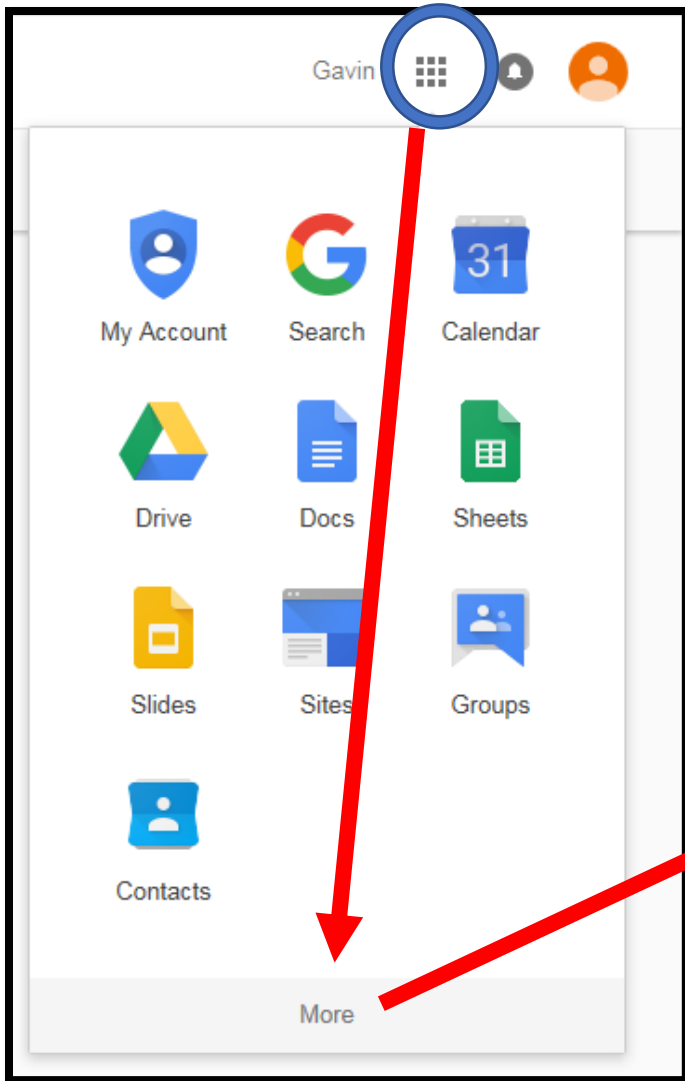 Gavin
31
My Account Search Calendar
Drive Docs Sheets
Slides Sites Groups
Contacts
More